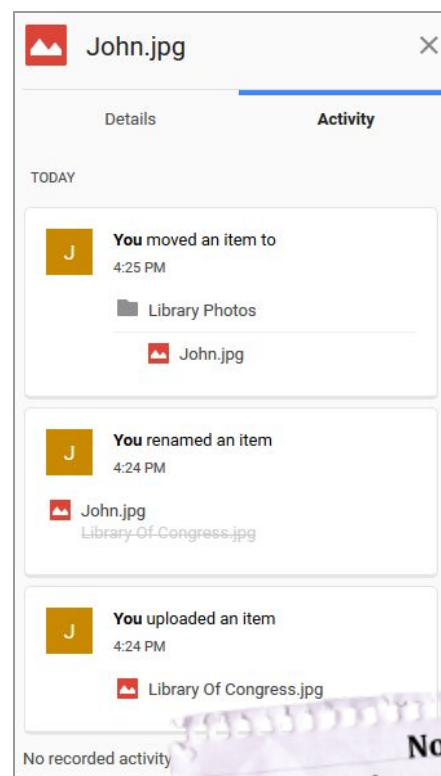 John.jpg
Details Activity
TODAY
J
You moved an item to
4:25 PM
Library Photos
John.jpg
J
You renamed an item
4:24 PM
John.jpg
Library Of Congress.jpg
J
You uploaded an item
4:24 PM
Library Of Congress.jpg
No recorded activity
No